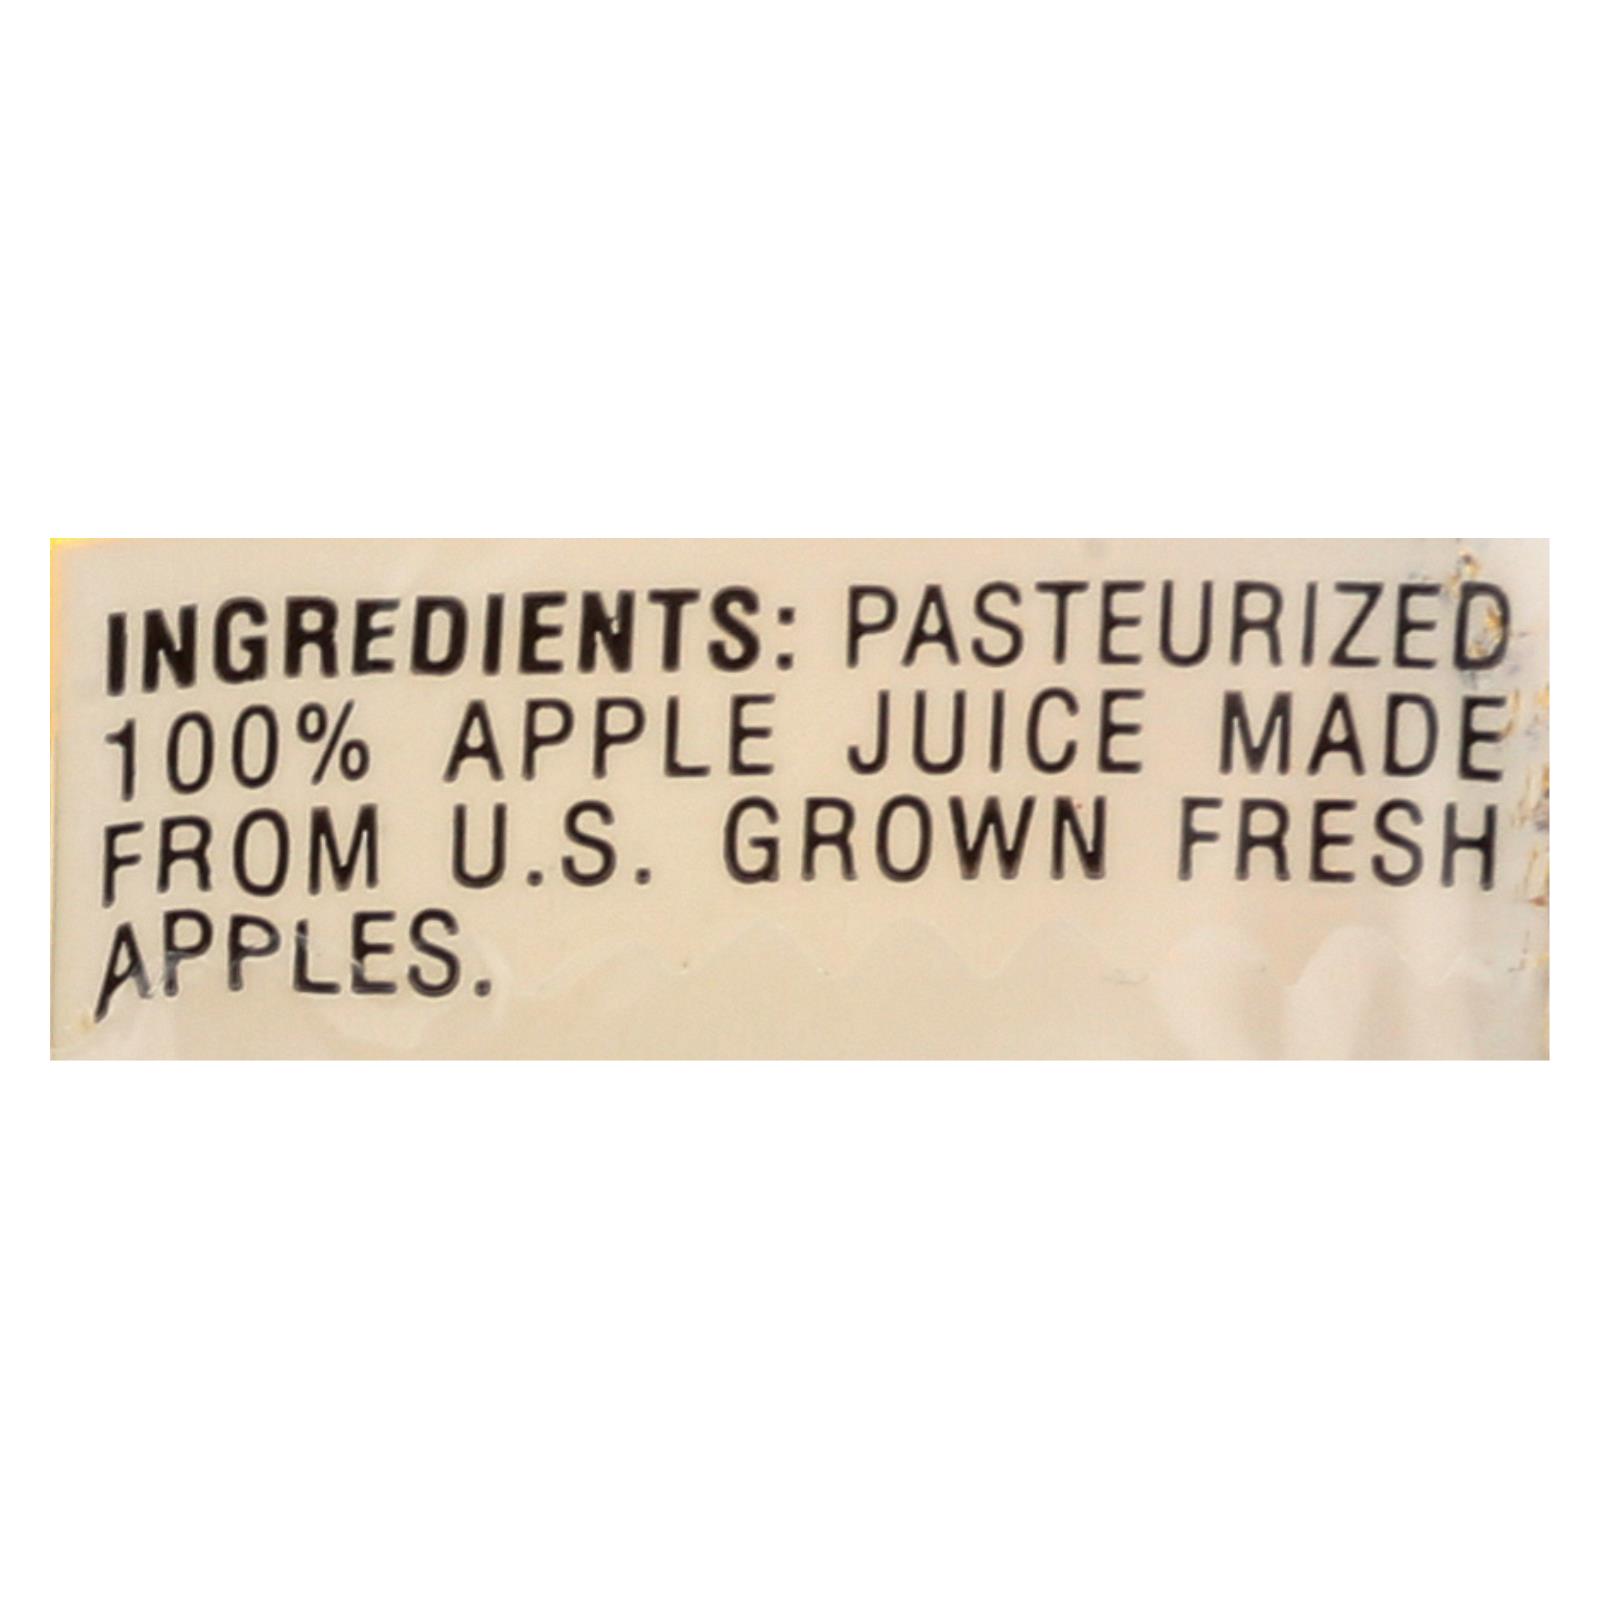 INGREDIENTS: PASTEURIZED
100% APPLE JUICE MADE
FROM U.S. GROWN FRESH
APPLES.